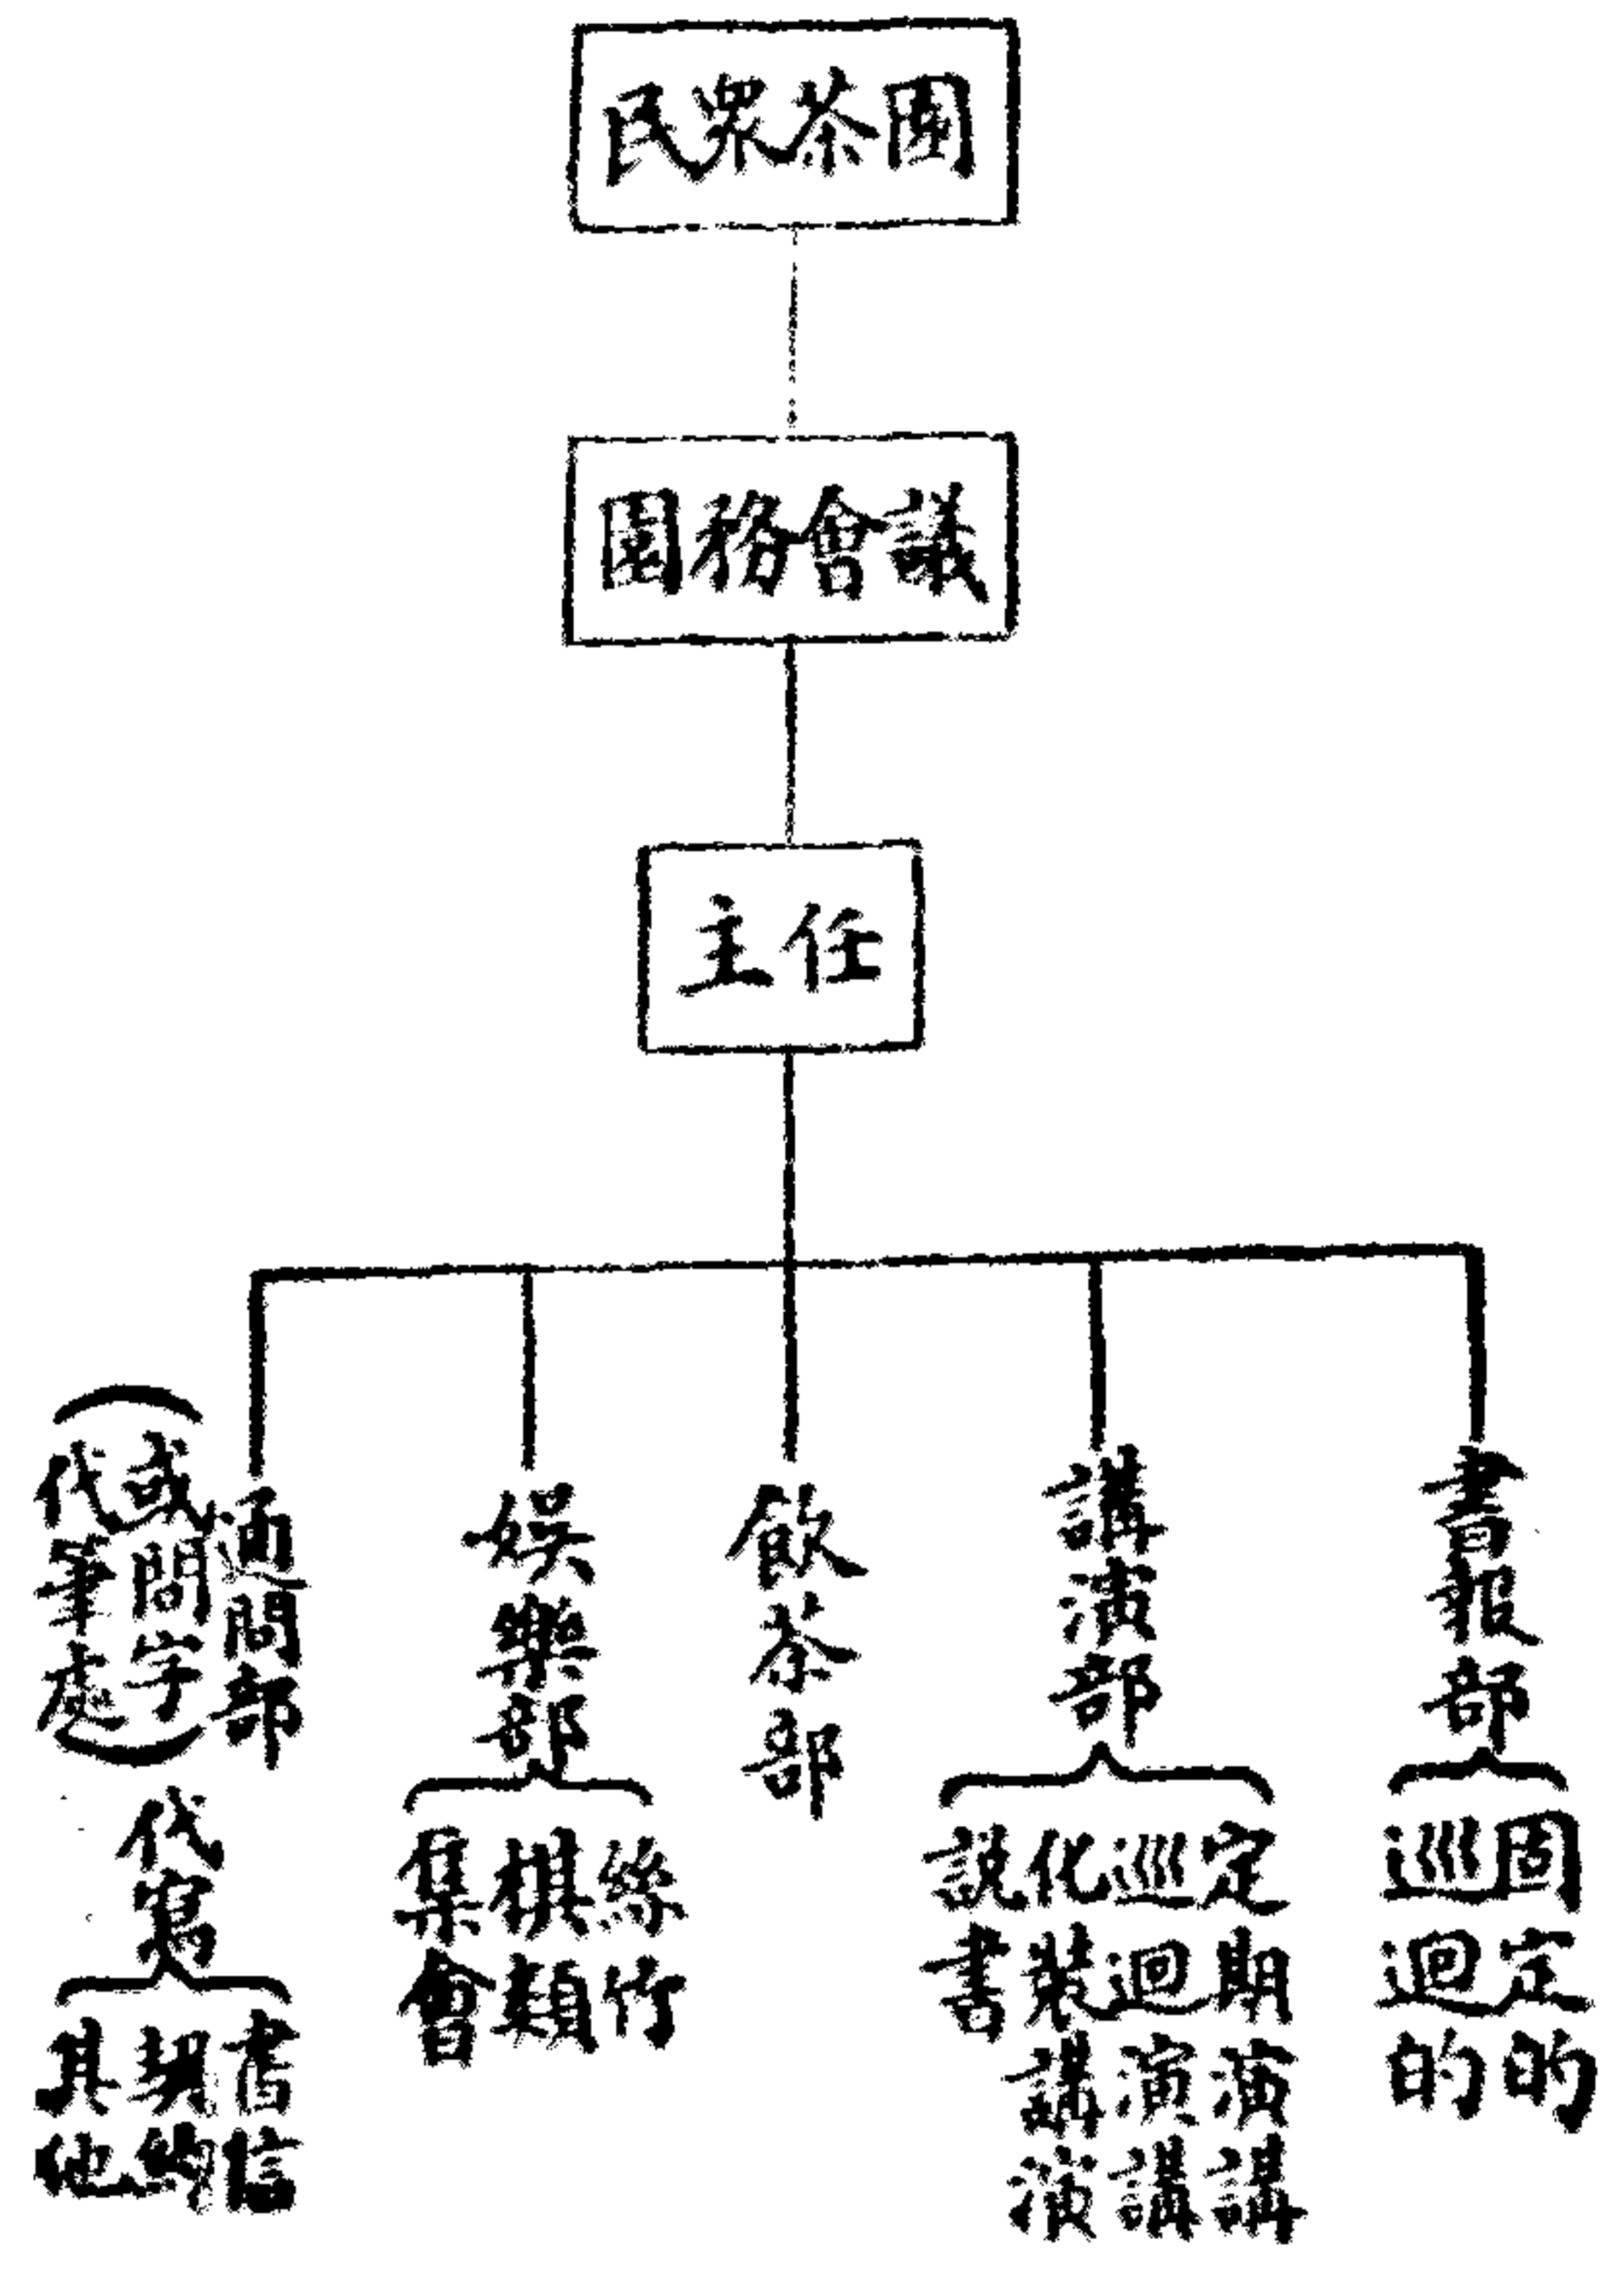 民眾茶園
園務會議
主任
書報部
固定的
巡迴的
講演部
定期演講
巡迴演講
化裝講演
説書
飲茶部
娛樂部
絲竹
棋類
集會
通問部
(或問字
代筆處)
代寫
書信
契約
其他